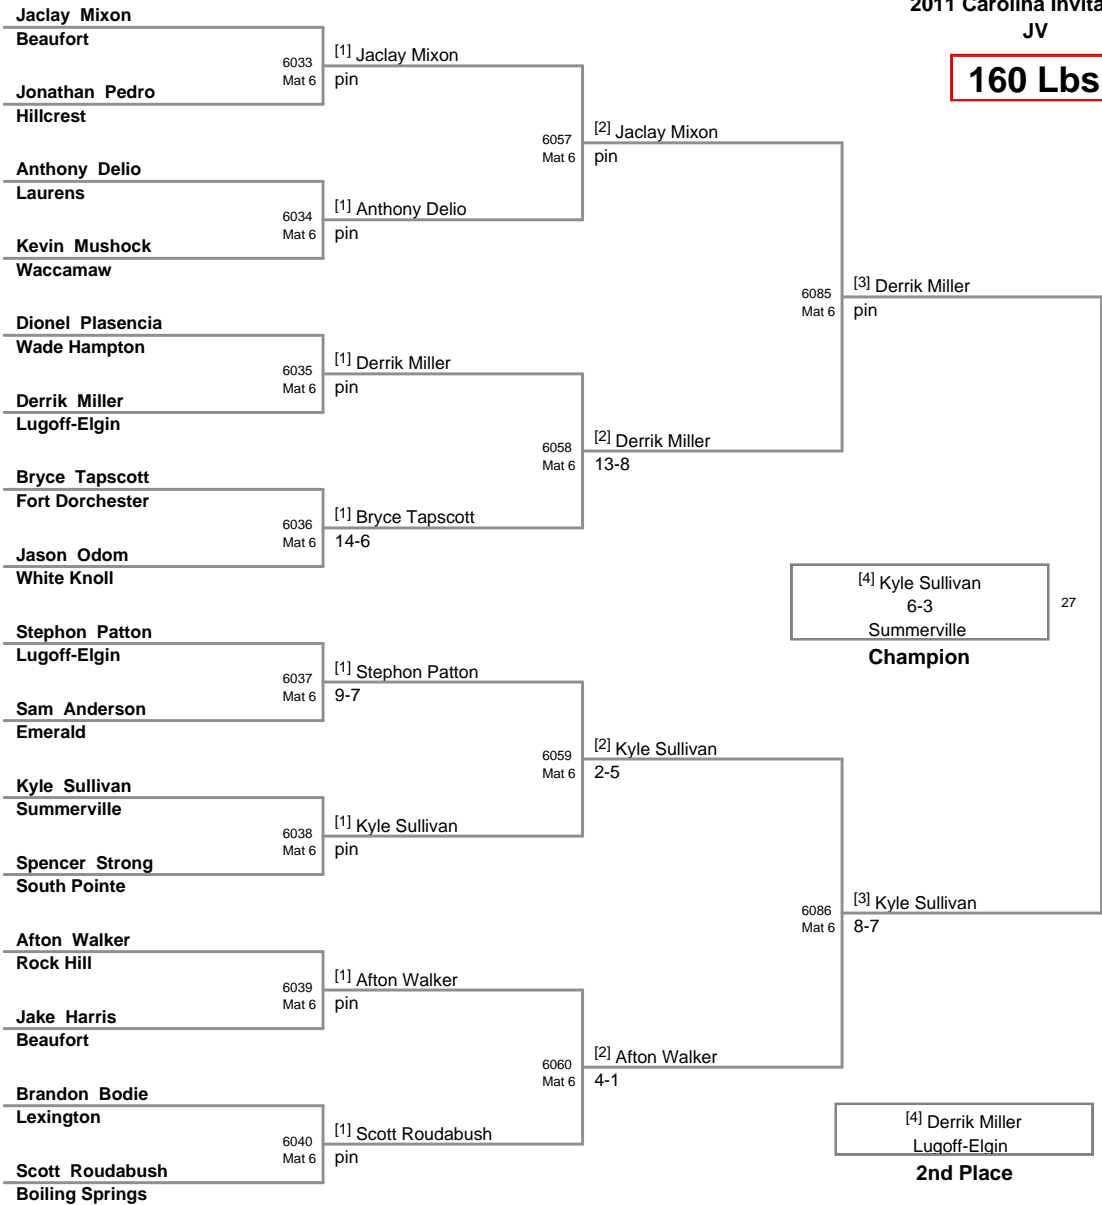 2011 Carolina Invita
JV
160 Lbs
Jaclay Mixon
Beaufort
6033
Mat 6
[1] Jaclay Mixon
pin
Jonathan Pedro
Hillcrest
6057
Mat 6
[2] Jaclay Mixon
pin
Anthony Delio
Laurens
6034
Mat 6
[1] Anthony Delio
pin
Kevin Mushock
Waccamaw
6085
Mat 6
[3] Derrik Miller
pin
Dionel Plasencia
Wade Hampton
6035
Mat 6
[1] Derrik Miller
pin
Derrik Miller
Lugoff-Elgin
6058
Mat 6
[2] Derrik Miller
13-8
Bryce Tapscott
Fort Dorchester
6036
Mat 6
[1] Bryce Tapscott
14-6
Jason Odom
White Knoll
[4] Kyle Sullivan
6-3
Summerville
27
Champion
Stephon Patton
Lugoff-Elgin
6037
Mat 6
[1] Stephon Patton
9-7
Sam Anderson
Emerald
6059
Mat 6
[2] Kyle Sullivan
2-5
Kyle Sullivan
Summerville
6038
Mat 6
[1] Kyle Sullivan
pin
Spencer Strong
South Pointe
6086
Mat 6
[3] Kyle Sullivan
8-7
Afton Walker
Rock Hill
6039
Mat 6
[1] Afton Walker
pin
Jake Harris
Beaufort
6060
Mat 6
[2] Afton Walker
4-1
Brandon Bodie
Lexington
6040
Mat 6
[1] Scott Roudabush
pin
Scott Roudabush
Boiling Springs
[4] Derrik Miller
Lugoff-Elgin
2nd Place